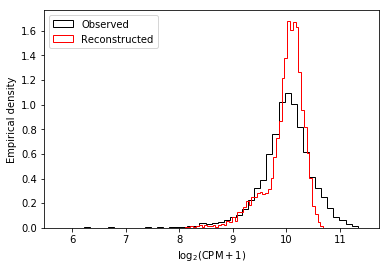 Observed
Reconstructed
Empirical density
1.6
1.4
1.2
1.0
0.8
0.6
0.4
0.2
0.0
6 7 8 9 10 11
log₂(CPM + 1)